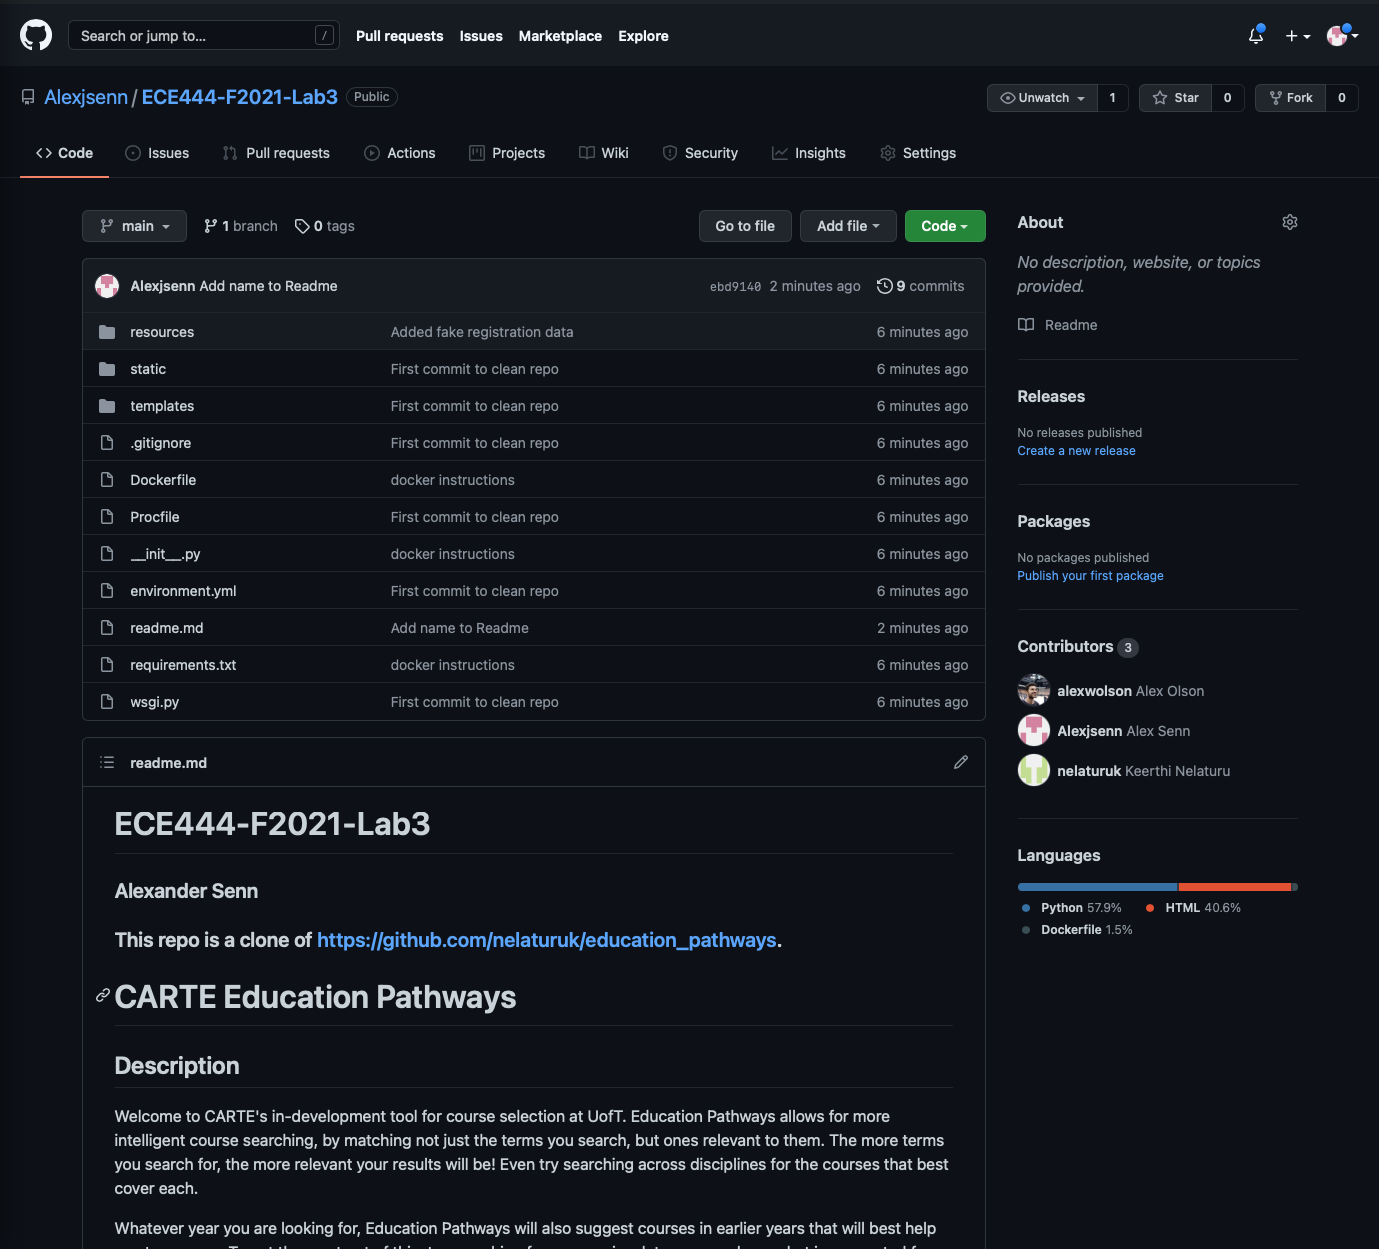 Search or jump to... /
Pull requests Issues Marketplace Explore
Alexjsenn / ECE444-F2021-Lab3 Public
Unwatch 1 Star 0 Fork 0
Code Issues Pull requests Actions Projects Wiki Security Insights Settings
main 1 branch 0 tags Go to file Add file Code
Alexjsenn Add name to Readme ebd9140 2 minutes ago 9 commits
resources Added fake registration data 6 minutes ago
static First commit to clean repo 6 minutes ago
templates First commit to clean repo 6 minutes ago
.gitignore First commit to clean repo 6 minutes ago
Dockerfile docker instructions 6 minutes ago
Procfile First commit to clean repo 6 minutes ago
__init__.py docker instructions 6 minutes ago
environment.yml First commit to clean repo 6 minutes ago
readme.md Add name to Readme 2 minutes ago
requirements.txt docker instructions 6 minutes ago
wsgi.py First commit to clean repo 6 minutes ago
readme.md
ECE444-F2021-Lab3
Alexander Senn
This repo is a clone of https://github.com/nelaturuk/education_pathways.
CARTE Education Pathways
Description
Welcome to CARTE's in-development tool for course selection at UofT. Education Pathways allows for more
intelligent course searching, by matching not just the terms you search, but ones relevant to them. The more terms
you search for, the more relevant your results will be! Even try searching across disciplines for the courses that best
cover each.
Whatever year you are looking for, Education Pathways will also suggest courses in earlier years that will best help
About
No description, website, or topics
provided.
Readme
Releases
No releases published
Create a new release
Packages
No packages published
Publish your first package
Contributors 3
alexwolson Alex Olson
Alexjsenn Alex Senn
nelaturuk Keerthi Nelaturu
Languages
Python 57.9% HTML 40.6%
Dockerfile 1.5%